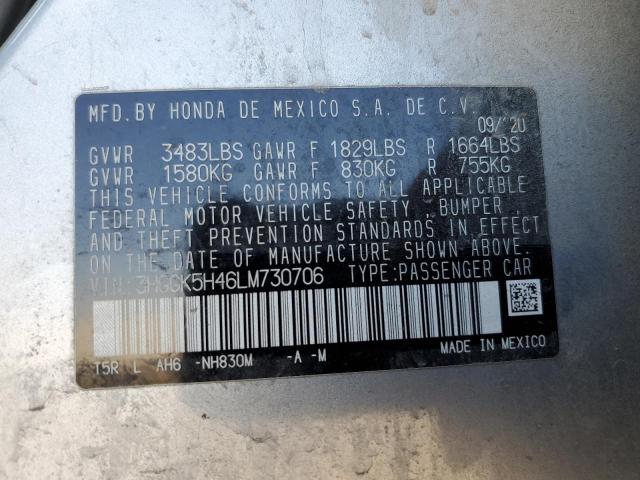 MFD.BY HONDA DE MEXICO S.A. DE C.V.
09/'20
GVWR 3483LBS GAWR F 1829LBS R 1664LBS
GVWR 1580KG GAWR F 830KG R 755KG
THIS VEHICLE CONFORMS TO ALL APPLICABLE
FEDERAL MOTOR VEHICLE SAFETY, BUMPER,
AND THEFT PREVENTION STANDARDS IN EFFECT
ON THE DATE OF MANUFACTURE SHOWN ABOVE.
VIN:3HGGK5H46LM730706 TYPE:PASSENGER CAR
T5R L AH6 -NH830M -A -M
MADE IN MEXICO